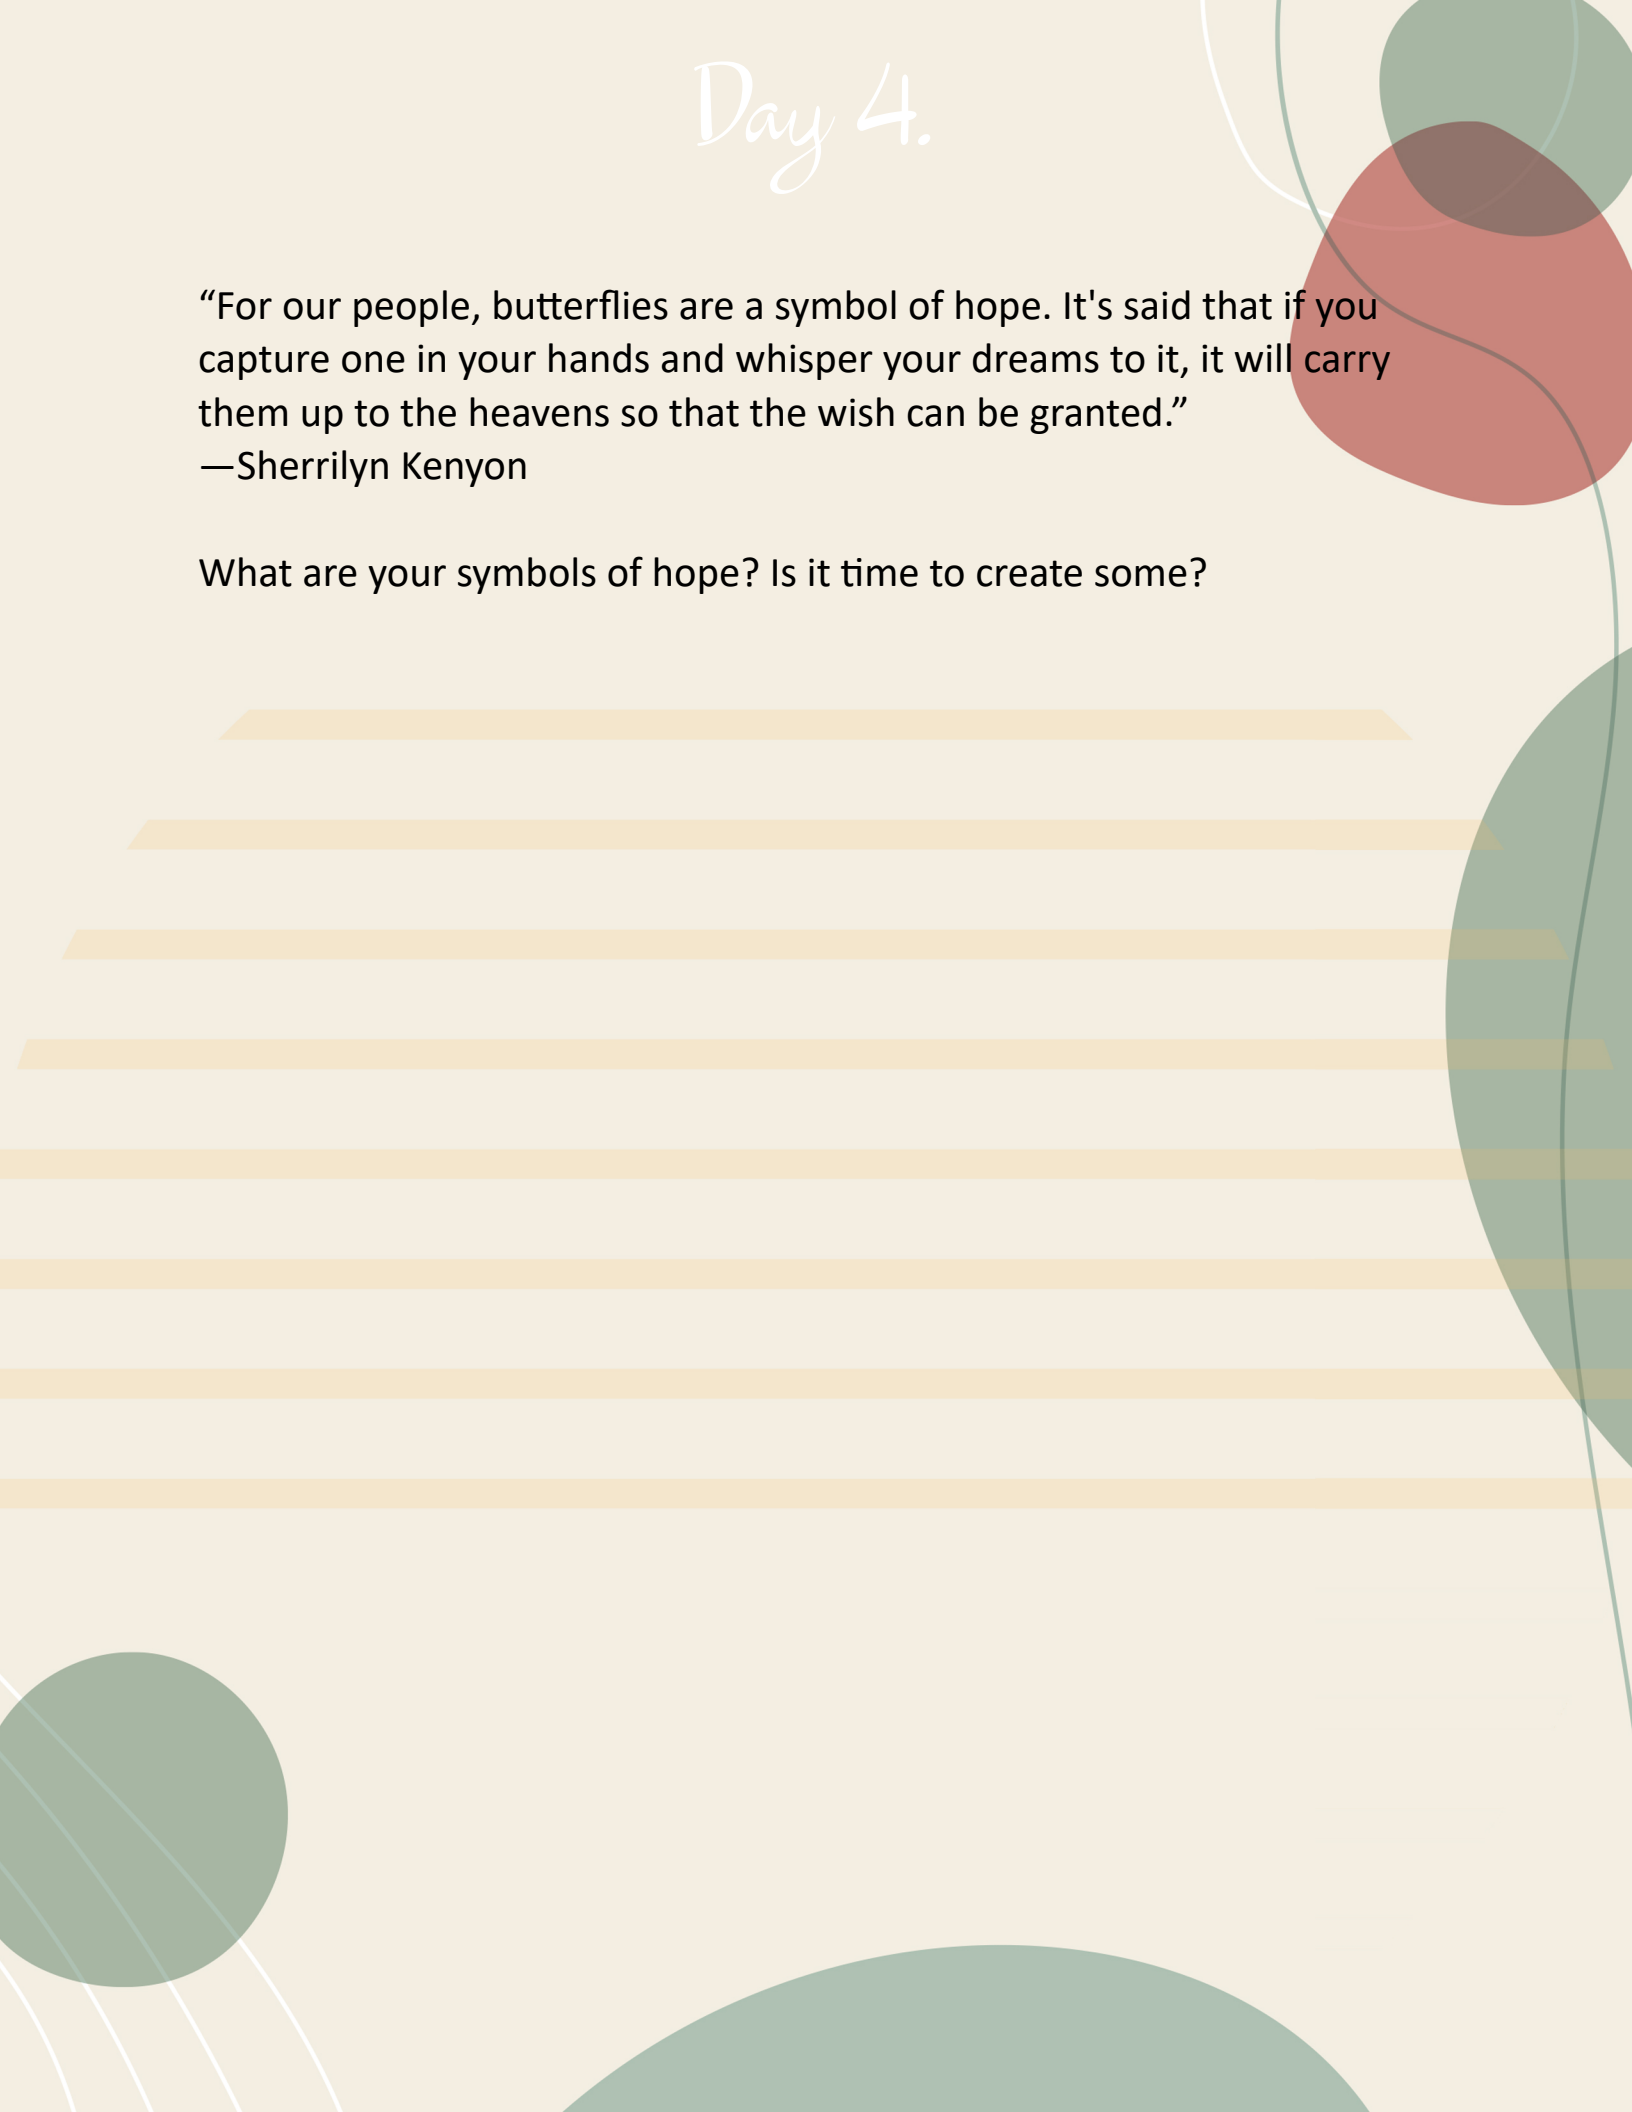 Day 4.
“For our people, butterflies are a symbol of hope. It's said that if you
capture one in your hands and whisper your dreams to it, it will carry
them up to the heavens so that the wish can be granted.”
—Sherrilyn Kenyon
What are your symbols of hope? Is it time to create some?